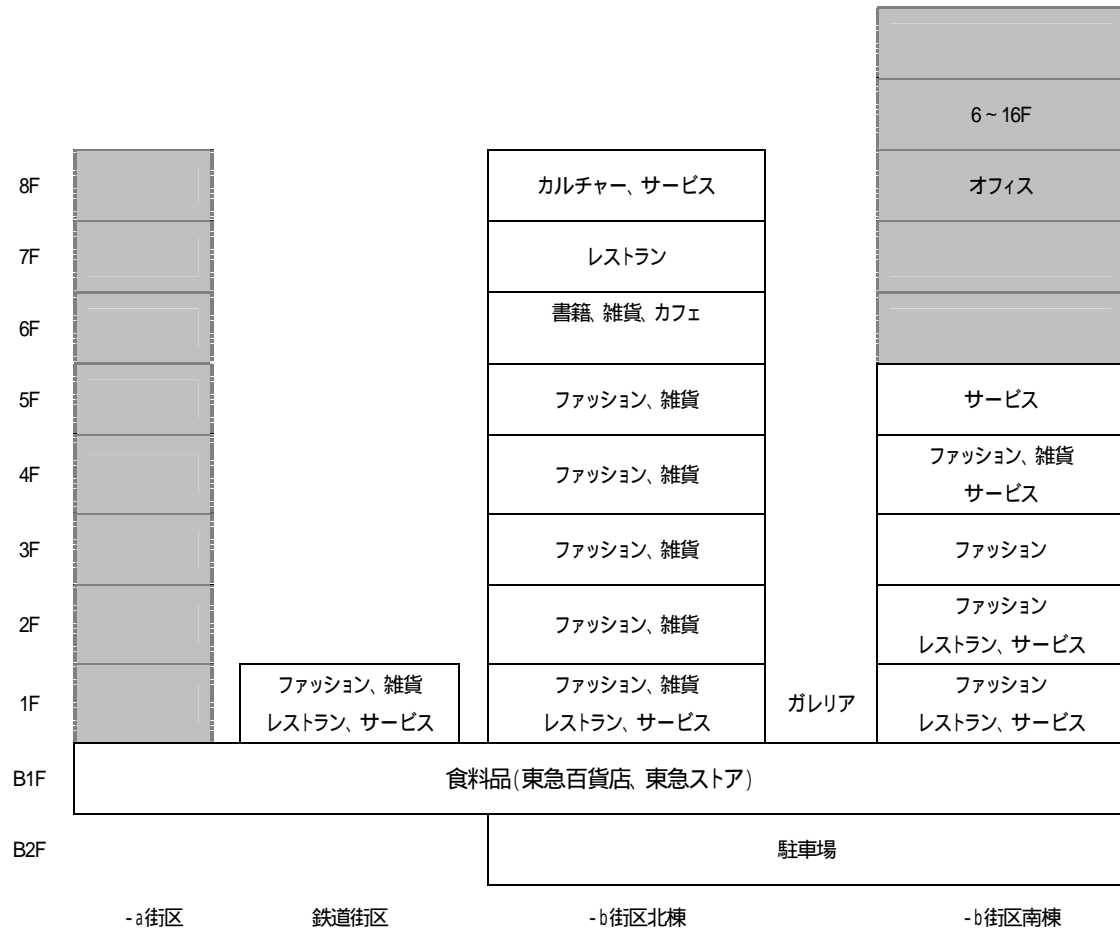 6～16F
8F カルチャー、サービス オフィス
7F レストラン
6F 書籍、雑貨、カフェ
5F ファッション、雑貨 サービス
4F ファッション、雑貨 ファッション、雑貨
サービス
3F ファッション、雑貨 ファッション
2F ファッション、雑貨 ファッション
レストラン、サービス
1F ファッション、雑貨 ファッション、雑貨 ガレリア ファッション
レストラン、サービス レストラン、サービス レストラン、サービス
B1F 食料品(東急百貨店、東急ストア)
B2F 駐車場
-a街区 鉄道街区 -b街区北棟 -b街区南棟